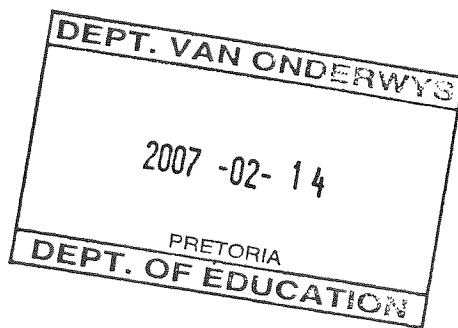 DEPT. VAN ONDERWYS
2007 -02- 14
PRETORIA
DEPT. OF EDUCATION